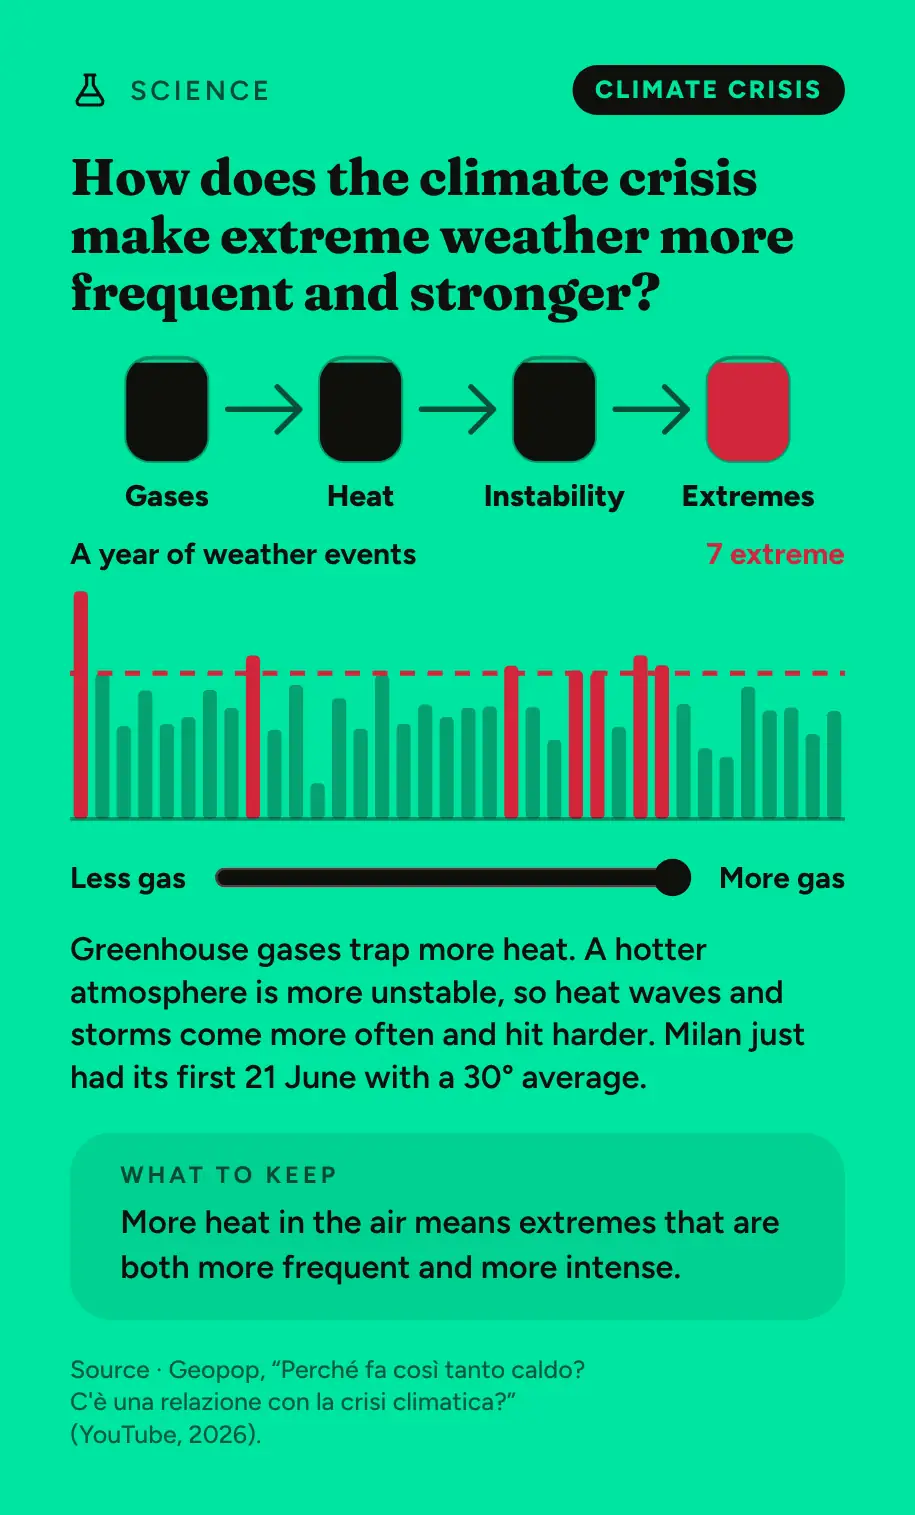 SCIENCE
CLIMATE CRISIS
How does the climate crisis
make extreme weather more
frequent and stronger?
Gases
Heat
Instability
Extremes
A year of weather events
7 extreme
Less gas
More gas
Greenhouse gases trap more heat. A hotter
atmosphere is more unstable, so heat waves and
storms come more often and hit harder. Milan just
had its first 21 June with a 30° average.
WHAT TO KEEP
More heat in the air means extremes that are
both more frequent and more intense.
Source · Geopop, “Perché fa così tanto caldo?
C'è una relazione con la crisi climatica?”
(YouTube, 2026).